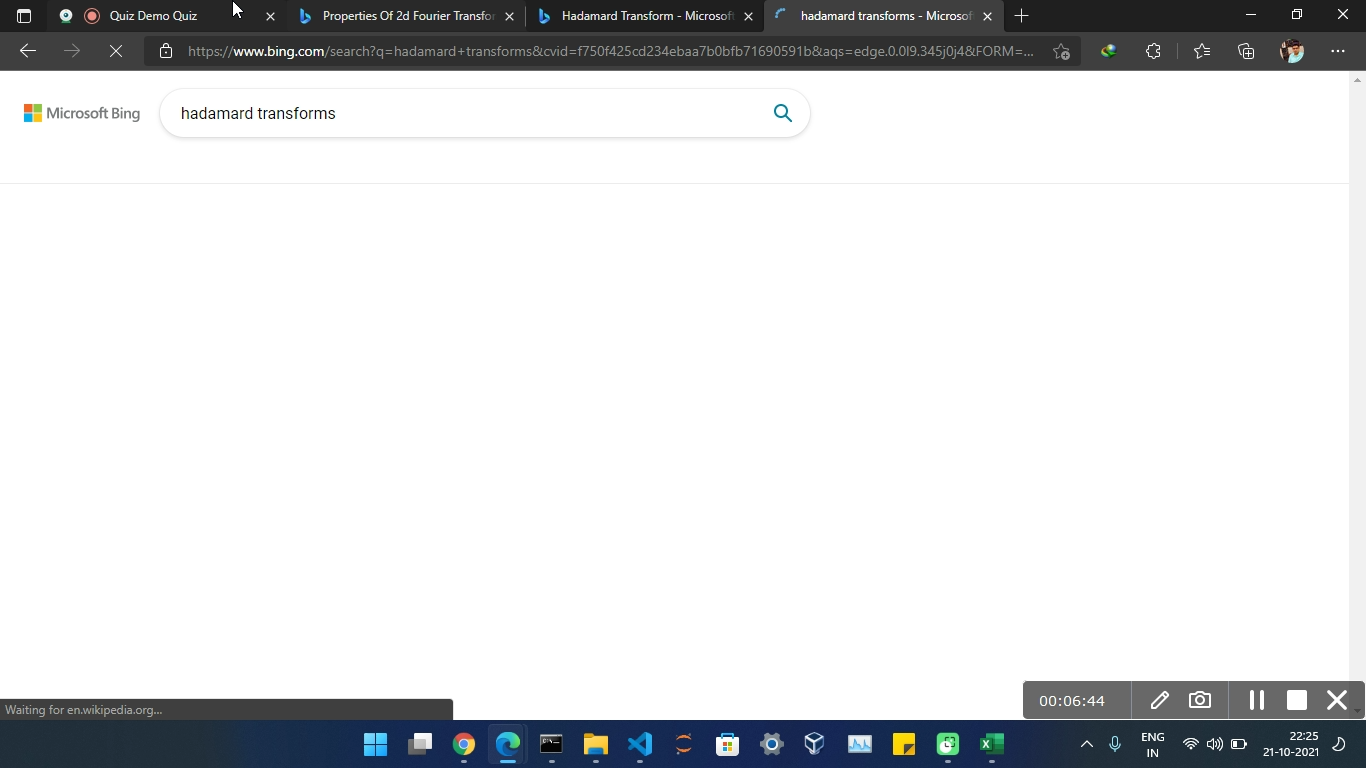 Quiz Demo Quiz
Properties Of 2d Fourier Transfo
Hadamard Transform - Microsoft
hadamard transforms - Microsof
https://www.bing.com/search?q=hadamard+transforms&cvid=f750f425cd234ebaa7b0bfb71690591b&aqs=edge.0.0l9.345j0j4&FORM=...
Microsoft Bing
hadamard transforms
Waiting for en.wikipedia.org...
00:06:44
ENG
IN
22:25
21-10-2021